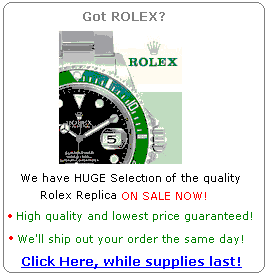 Got ROLEX?
ROLEX
We have HUGE Selection of the quality
Rolex Replica ON SALE NOW!
• High quality and lowest price guaranteed!
• We'll ship out your order the same day!
Click Here, while supplies last!